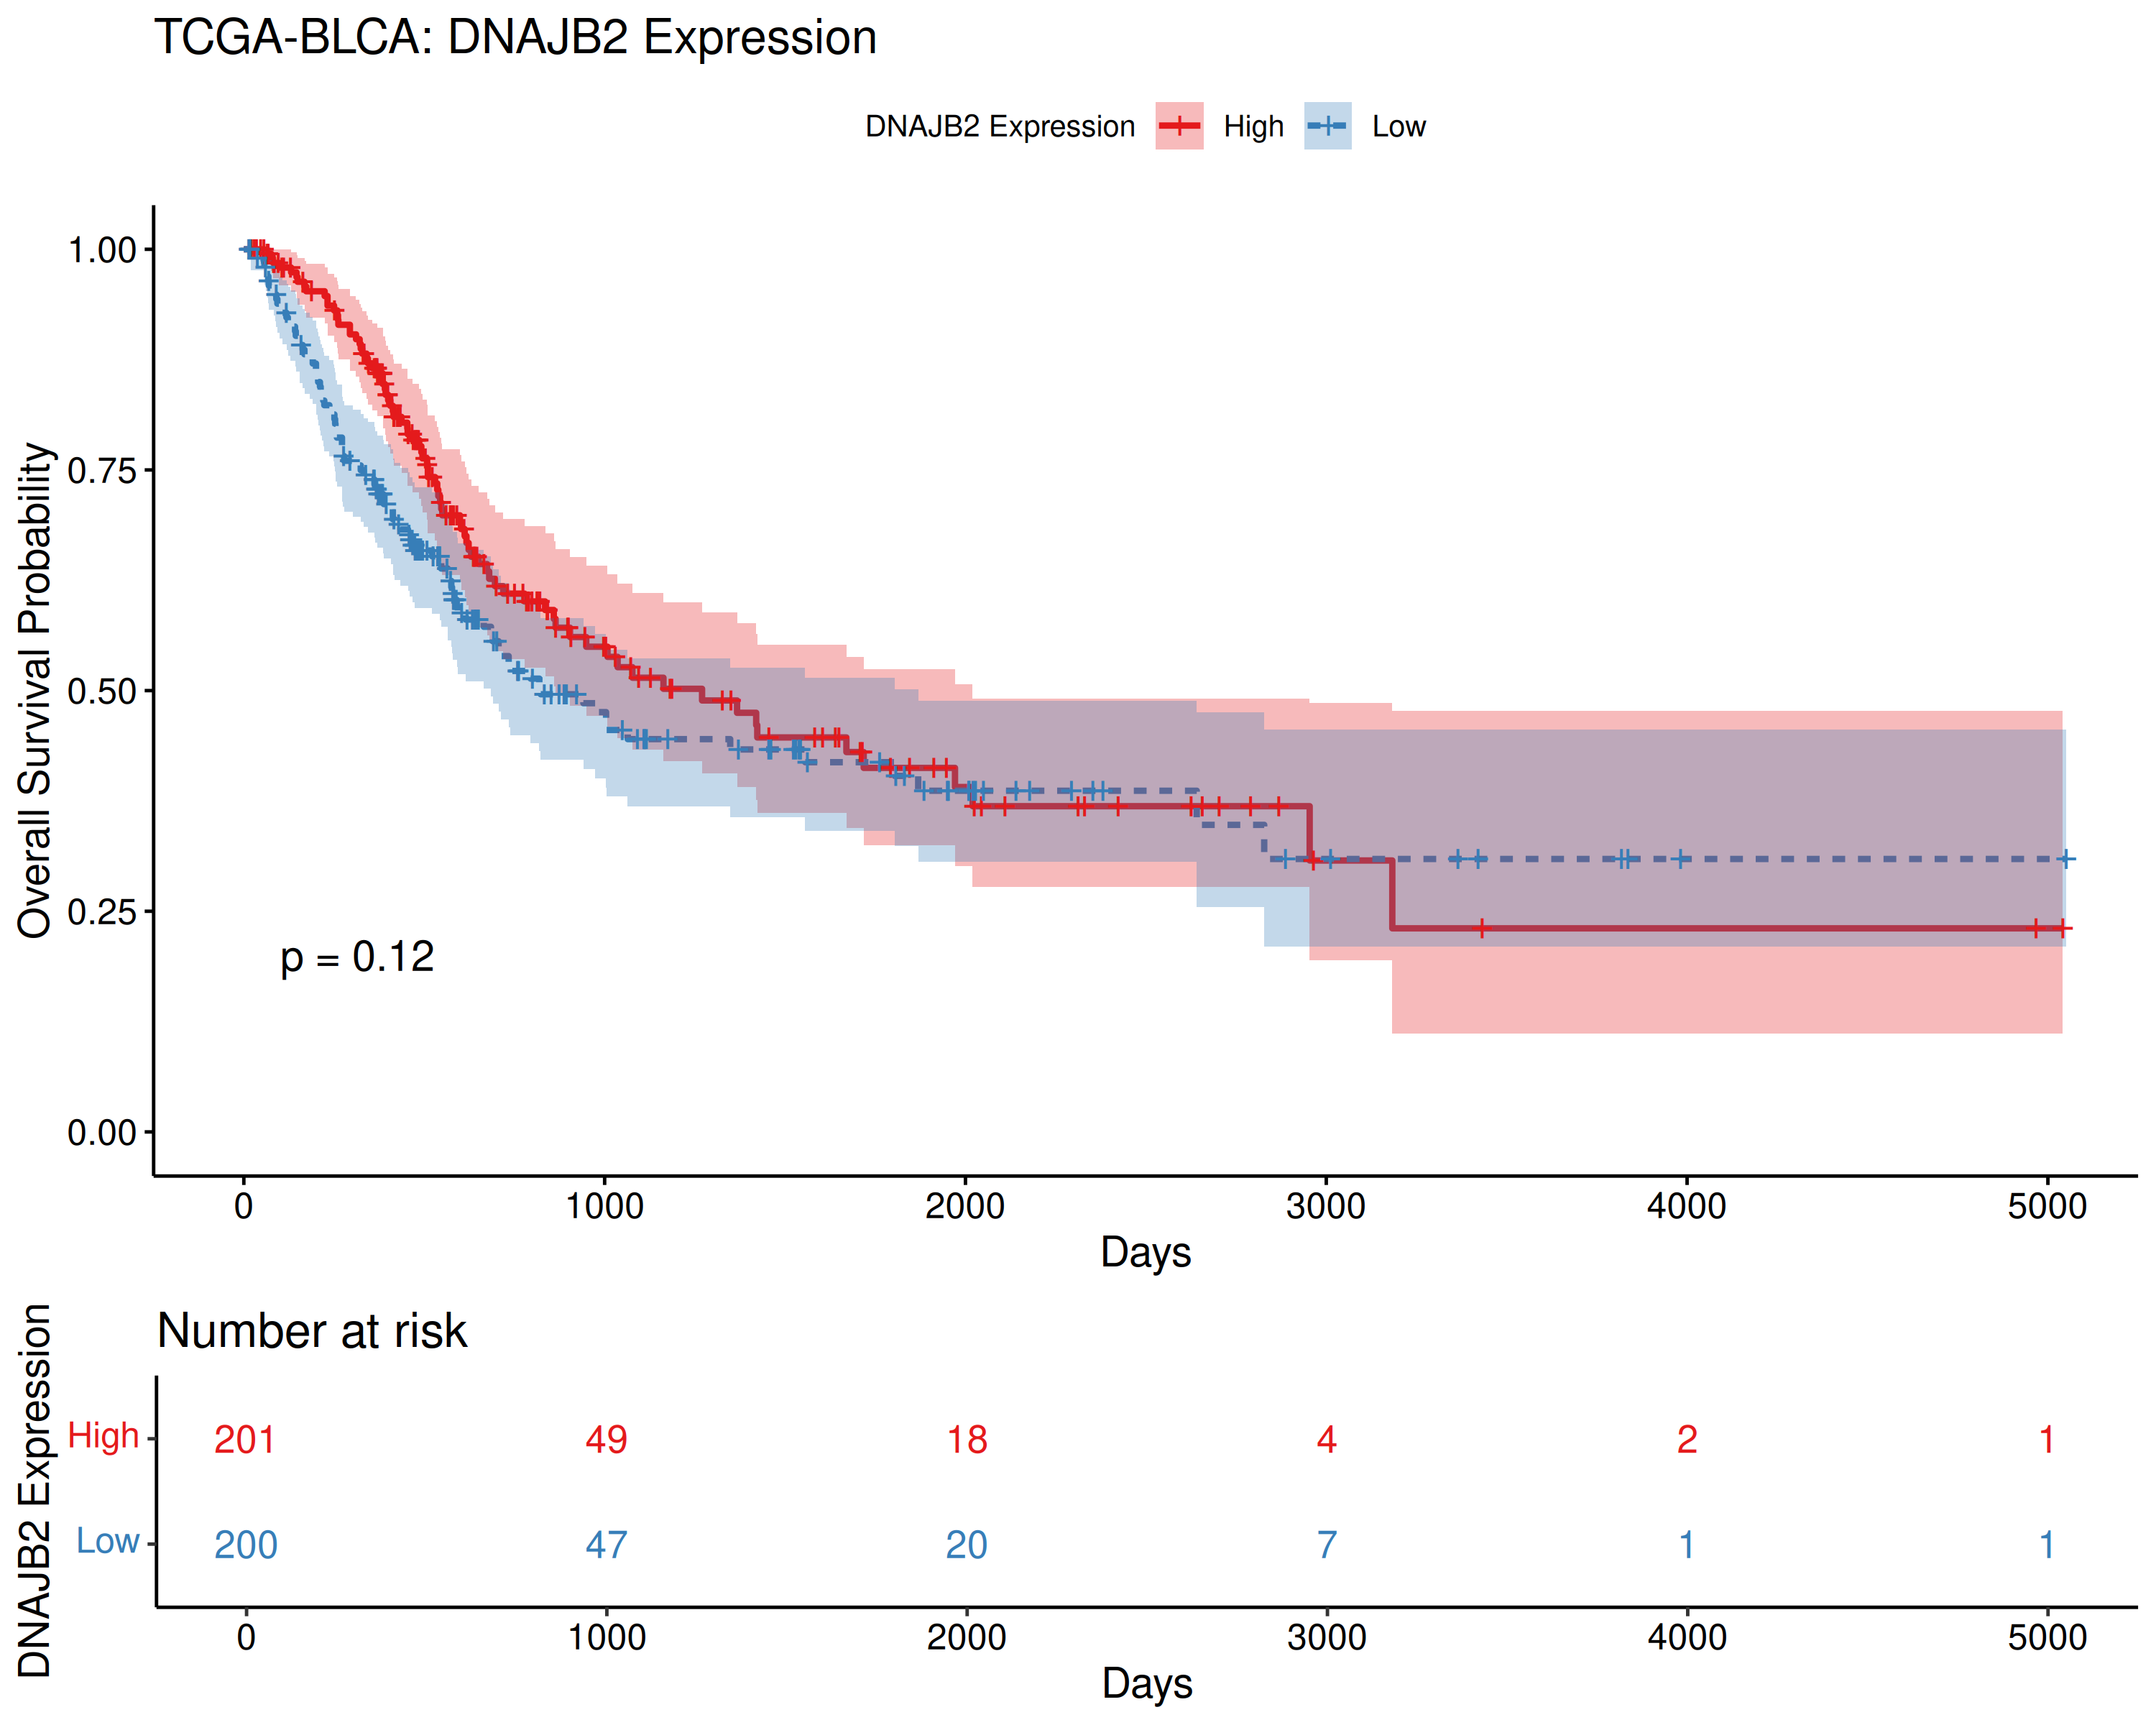 TCGA-BLCA: DNAJB2 Expression
DNAJB2 Expression High Low
Overall Survival Probability
1.00
0.75
0.50
0.25
0.00
p = 0.12
0 1000 2000 3000 4000 5000
Days
Number at risk
DNAJB2 Expression
High 201 49 18 4 2 1
Low 200 47 20 7 1 1
0 1000 2000 3000 4000 5000
Days